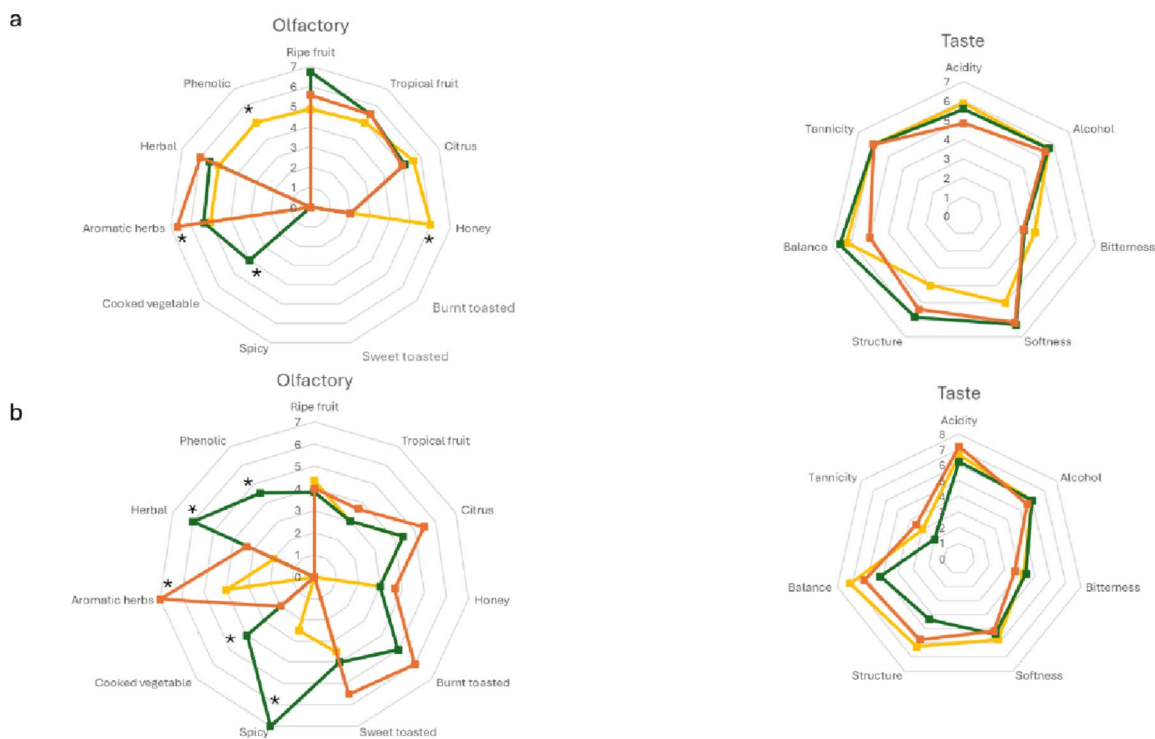 a
Olfactory
Ripe fruit
Tropical fruit
Citrus
Honey
Burnt toasted
Sweet toasted
Spicy
Cooked vegetable
Aromatic herbs
Herbal
Phenolic
7
6
5
4
3
2
1
0
*
*
*
*
Taste
Acidity
Alcohol
Bitterness
Softness
Structure
Balance
Tannicity
7
6
5
4
3
2
1
0
b
Olfactory
Ripe fruit
Tropical fruit
Citrus
Honey
Burnt toasted
Sweet toasted
Spicy
Cooked vegetable
Aromatic herbs
Herbal
Phenolic
7
6
5
4
3
2
1
0
*
*
*
*
*
Taste
Acidity
Alcohol
Bitterness
Softness
Structure
Balance
Tannicity
8
7
6
5
4
3
2
1
0